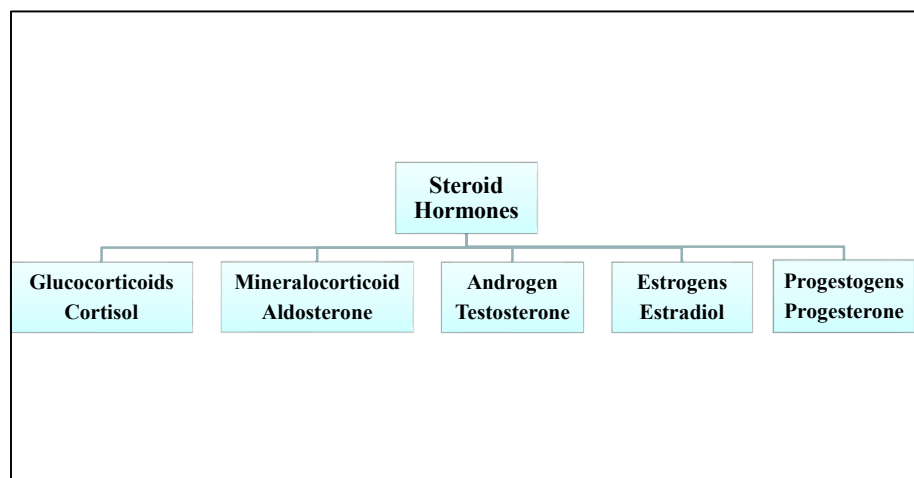 Steroid
Hormones
Glucocorticoids
Cortisol
Mineralocorticoid
Aldosterone
Androgen
Testosterone
Estrogens
Estradiol
Progestogens
Progesterone